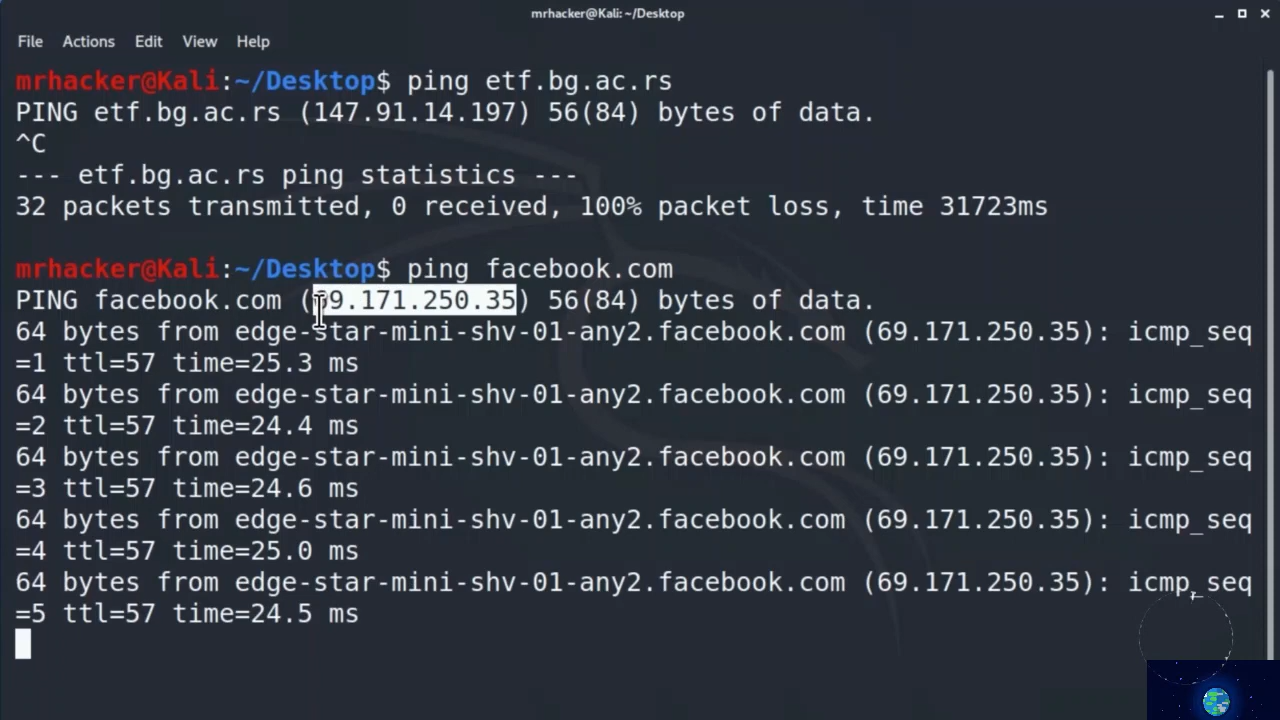 mrhacker@Kali: ~/Desktop
File Actions Edit View Help
mrhacker@Kali:~/Desktop$ ping etf.bg.ac.rs
PING etf.bg.ac.rs (147.91.14.197) 56(84) bytes of data.
^C
--- etf.bg.ac.rs ping statistics ---
32 packets transmitted, 0 received, 100% packet loss, time 31723ms
mrhacker@Kali:~/Desktop$ ping facebook.com
PING facebook.com (69.171.250.35) 56(84) bytes of data.
64 bytes from edge-star-mini-shv-01-any2.facebook.com (69.171.250.35): icmp_seq
=1 ttl=57 time=25.3 ms
64 bytes from edge-star-mini-shv-01-any2.facebook.com (69.171.250.35): icmp_seq
=2 ttl=57 time=24.4 ms
64 bytes from edge-star-mini-shv-01-any2.facebook.com (69.171.250.35): icmp_seq
=3 ttl=57 time=24.6 ms
64 bytes from edge-star-mini-shv-01-any2.facebook.com (69.171.250.35): icmp_seq
=4 ttl=57 time=25.0 ms
64 bytes from edge-star-mini-shv-01-any2.facebook.com (69.171.250.35): icmp_seq
=5 ttl=57 time=24.5 ms